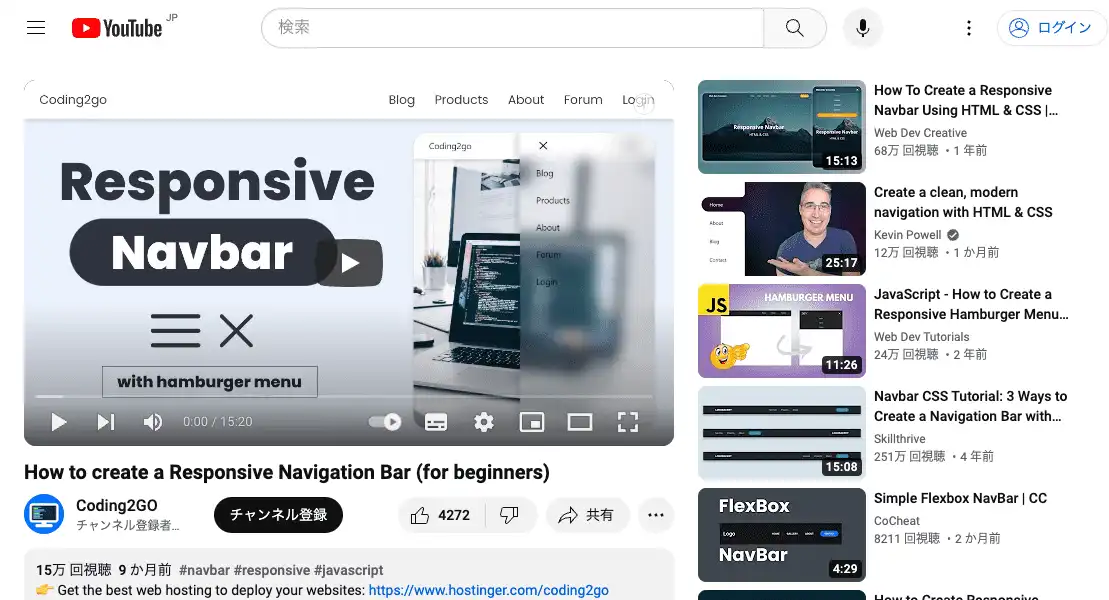 YouTube JP
検索
ログイン
Coding2go
Blog Products About Forum Login
Responsive
Navbar
with hamburger menu
Coding2go
Blog
Products
About
Forum
Login
0:00 / 15:20
How to create a Responsive Navigation Bar (for beginners)
Coding2GO
チャンネル登録者...
チャンネル登録
4272
共有
15万 回視聴 9 か月前 #navbar #responsive #javascript
👉 Get the best web hosting to deploy your websites: https://www.hostinger.com/coding2go
Responsive Navbar
HTML & CSS
Responsive Navbar
HTML & CSS
15:13
How To Create a Responsive
Navbar Using HTML & CSS |...
Web Dev Creative
68万 回視聴 ・1 年前
Home
About
Blog
Contact
25:17
Create a clean, modern
navigation with HTML & CSS
Kevin Powell
12万 回視聴 ・1 か月前
JS
HAMBURGER MENU
11:26
JavaScript - How to Create a
Responsive Hamburger Menu...
Web Dev Tutorials
24万 回視聴 ・2 年前
15:08
Navbar CSS Tutorial: 3 Ways to
Create a Navigation Bar with...
Skillthrive
251万 回視聴 ・4 年前
FlexBox
Logo HOME GALLERY ABOUT
NavBar
4:29
Simple Flexbox NavBar | CC
CoCheat
8211 回視聴 ・2 か月前
How to Create Responsive